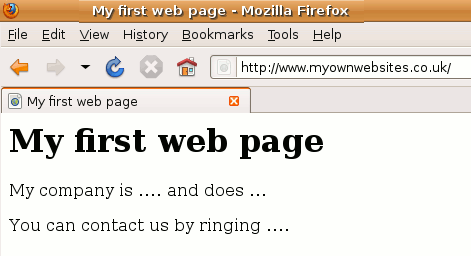 My first web page - Mozilla Firefox
File Edit View History Bookmarks Tools Help
http://www.myownwebsites.co.uk/
My first web page
My first web page
My company is .... and does ...
You can contact us by ringing ....